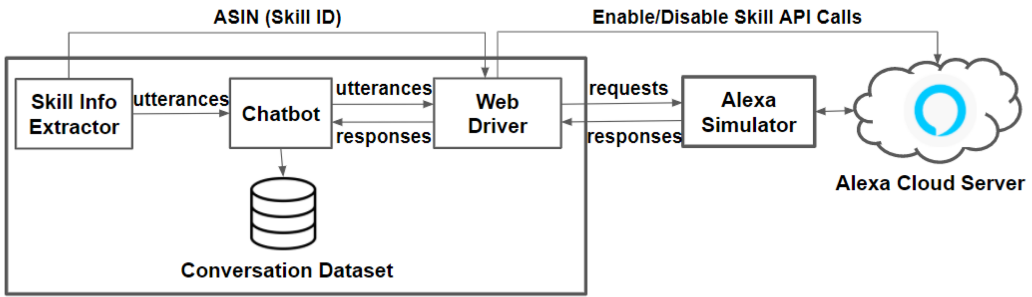 ASIN (Skill ID)
Enable/Disable Skill API Calls
Skill Info
Extractor
utterances
Chatbot
utterances
responses
Web
Driver
requests
responses
Alexa
Simulator
Alexa Cloud Server
Conversation Dataset